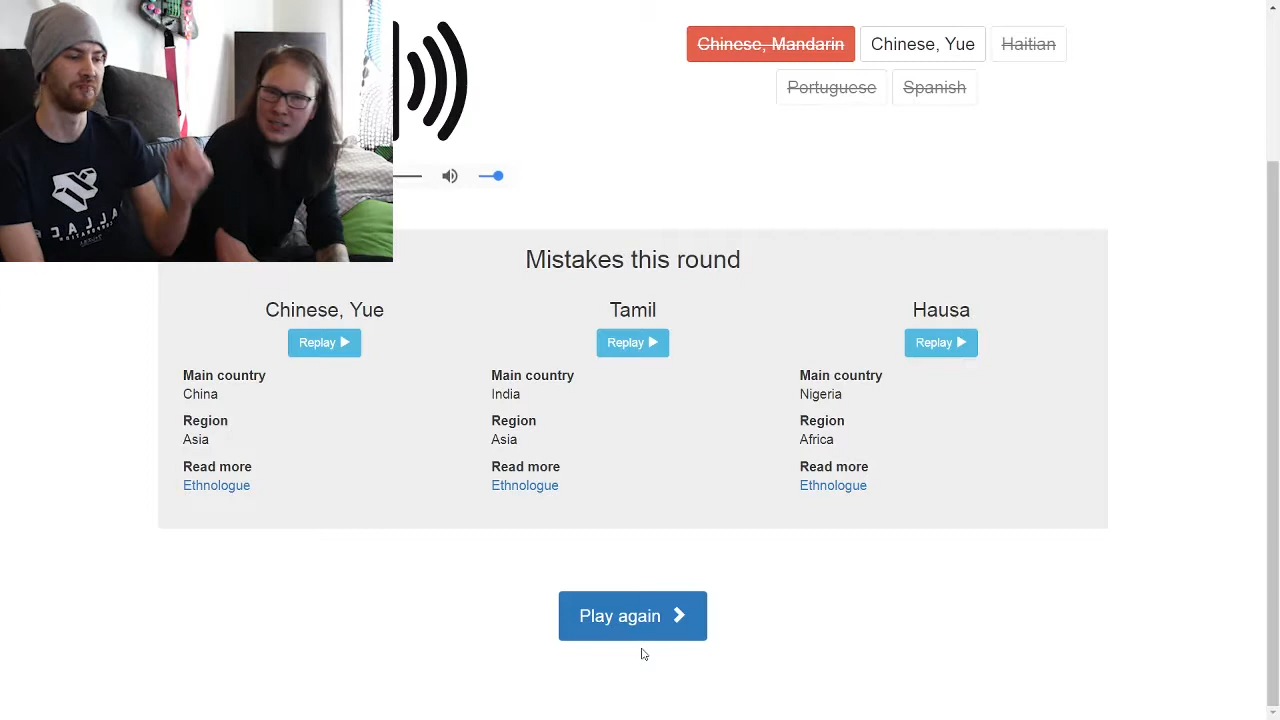 Chinese, Mandarin
Chinese, Yue
Haitian
Portuguese
Spanish
Mistakes this round
Chinese, Yue
Replay
Main country
China
Region
Asia
Read more
Ethnologue
Tamil
Replay
Main country
India
Region
Asia
Read more
Ethnologue
Hausa
Replay
Main country
Nigeria
Region
Africa
Read more
Ethnologue
Play again